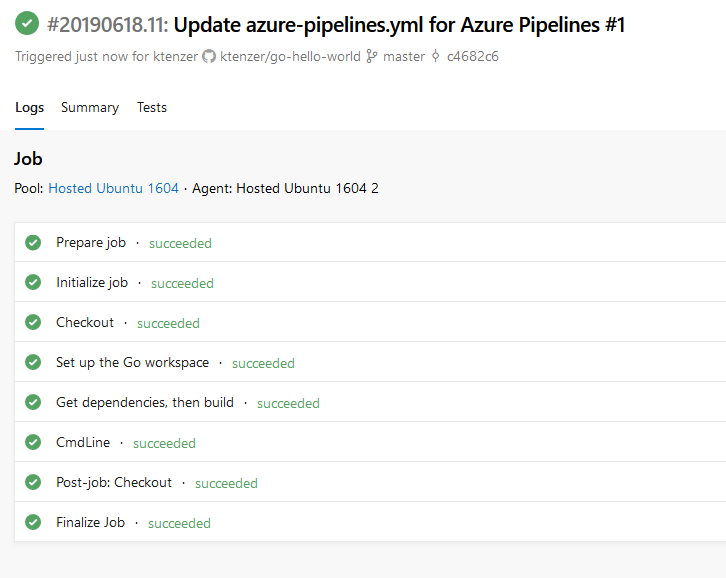 #20190618.11: Update azure-pipelines.yml for Azure Pipelines #1
Triggered just now for ktenzer ktenzer/go-hello-world master c4682c6
Logs Summary Tests
Job
Pool: Hosted Ubuntu 1604 · Agent: Hosted Ubuntu 1604 2
Prepare job · succeeded
Initialize job · succeeded
Checkout · succeeded
Set up the Go workspace · succeeded
Get dependencies, then build · succeeded
CmdLine · succeeded
Post-job: Checkout · succeeded
Finalize Job · succeeded